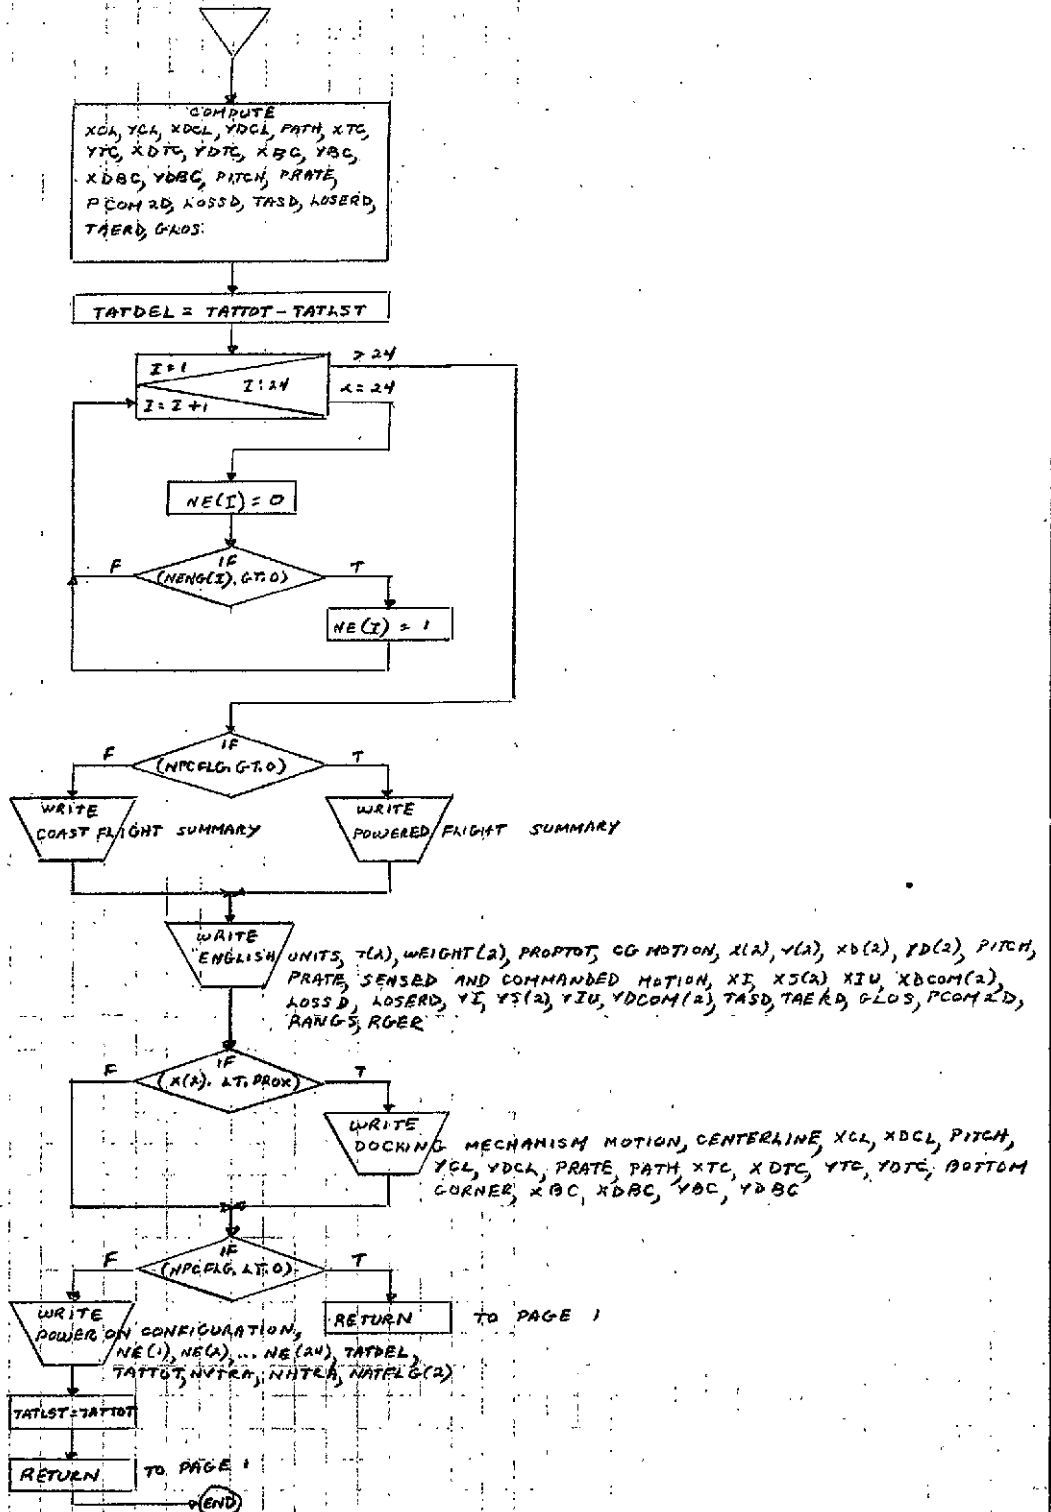 COMPUTE
XCL, YCL, XDCL, YDCL, PATH, XTC,
YTC, XDTC, YDTC, XBC, YBC,
XDBC, YDBC, PITCH, PRATE,
PCOM2D, LOSSD, TASD, LOSERD,
TAERD, GLOS.
TATDEL = TATTOT - TATLST
I = 1
I:24
I = I + 1
> 24
<= 24
NE(I) = 0
IF
(NENG(I).GT.0)
F
T
NE(I) = 1
IF
(NPCFLG.GT.0)
F
T
WRITE
COAST FLIGHT SUMMARY
WRITE
POWERED FLIGHT SUMMARY
WRITE
ENGLISH UNITS, T(2), WEIGHT(2), PROPTOT, CG MOTION, X(2), Y(2), XD(2), YD(2), PITCH,
PRATE, SENSED AND COMMANDED MOTION, XI, XS(2) XIU, XDCOM(2),
LOSSD, LOSERD, YI, YS(2), YIU, YDCOM(2), TASD, TAERD, GLOS, PCOM2D,
RANGS, RGER
IF
(X(2).LT.PROX)
F
T
WRITE
DOCKING MECHANISM MOTION, CENTERLINE, XCL, XDCL, PITCH,
YCL, YDCL, PRATE, PATH, XTC, XDTC, YTC, YDTC, BOTTOM
CORNER, XBC, XDBC, YBC, YDBC
IF
(NPCFLG.LT.0)
F
T
RETURN TO PAGE 1
WRITE
POWER ON CONFIGURATION,
NE(1), NE(2), ... NE(24), TATDEL,
TATTOT, NVTRA, NHTRA, NATFLG(2)
TATLST=TATTOT
RETURN TO PAGE 1
END